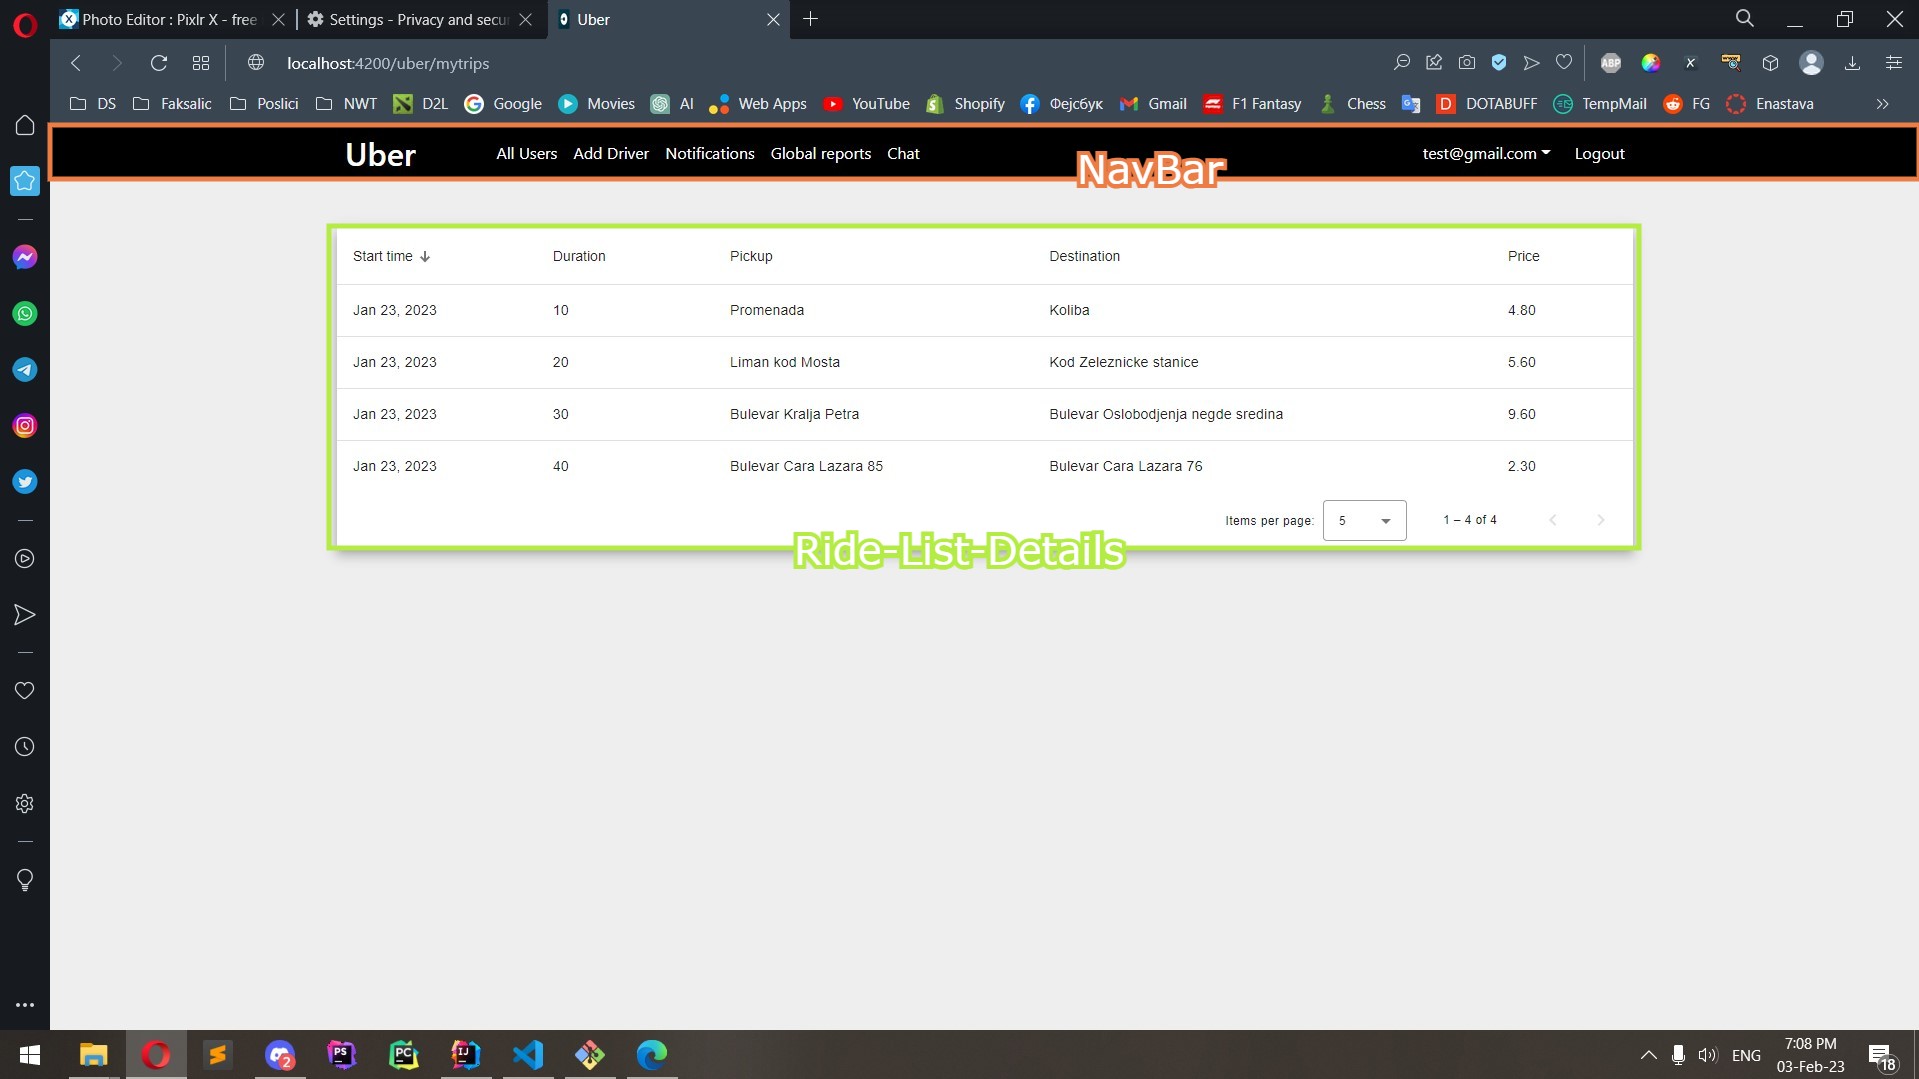 Photo Editor : Pixlr X - free
Settings - Privacy and secu
Uber
localhost:4200/uber/mytrips
ABP
DS Faksalic Poslici NWT D2L Google Movies AI Web Apps YouTube Shopify Фејсбук Gmail F1 Fantasy Chess DOTABUFF TempMail FG Enastava
Uber All Users Add Driver Notifications Global reports Chat test@gmail.com Logout
NavBar
Start time Duration Pickup Destination Price
Jan 23, 2023 10 Promenada Koliba 4.80
Jan 23, 2023 20 Liman kod Mosta Kod Zeleznicke stanice 5.60
Jan 23, 2023 30 Bulevar Kralja Petra Bulevar Oslobodjenja negde sredina 9.60
Jan 23, 2023 40 Bulevar Cara Lazara 85 Bulevar Cara Lazara 76 2.30
Items per page: 5 1 – 4 of 4
Ride-List-Details
2 PS PC IJ ENG 7:08 PM
03-Feb-23 18